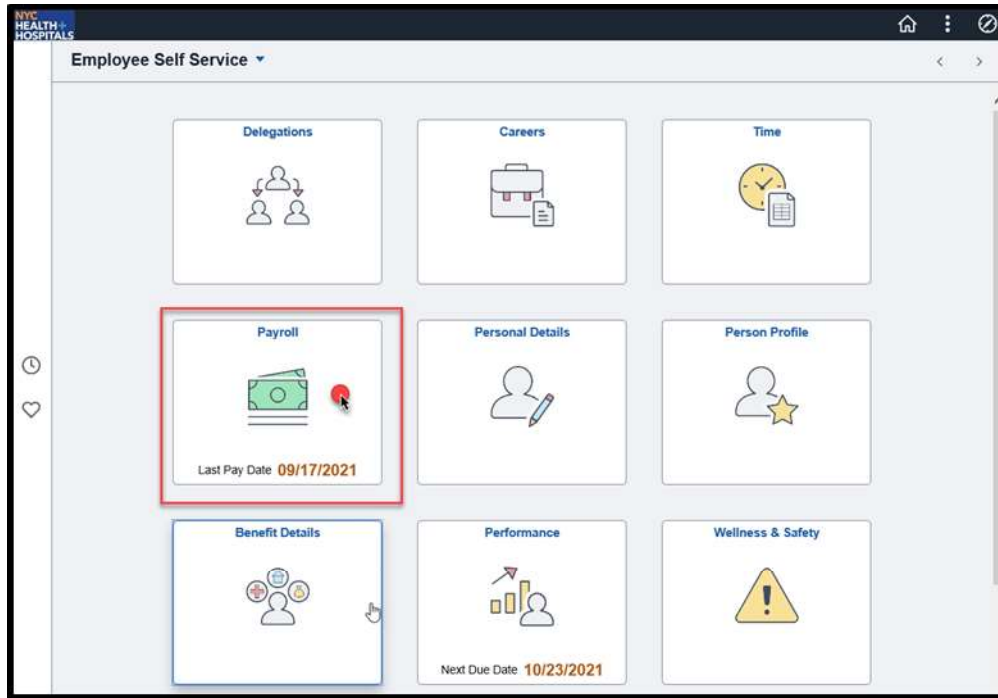 NYC
HEALTH+
HOSPITALS
Employee Self Service
Delegations
Careers
Time
Payroll
Last Pay Date 09/17/2021
Personal Details
Person Profile
Benefit Details
Performance
Next Due Date 10/23/2021
Wellness & Safety